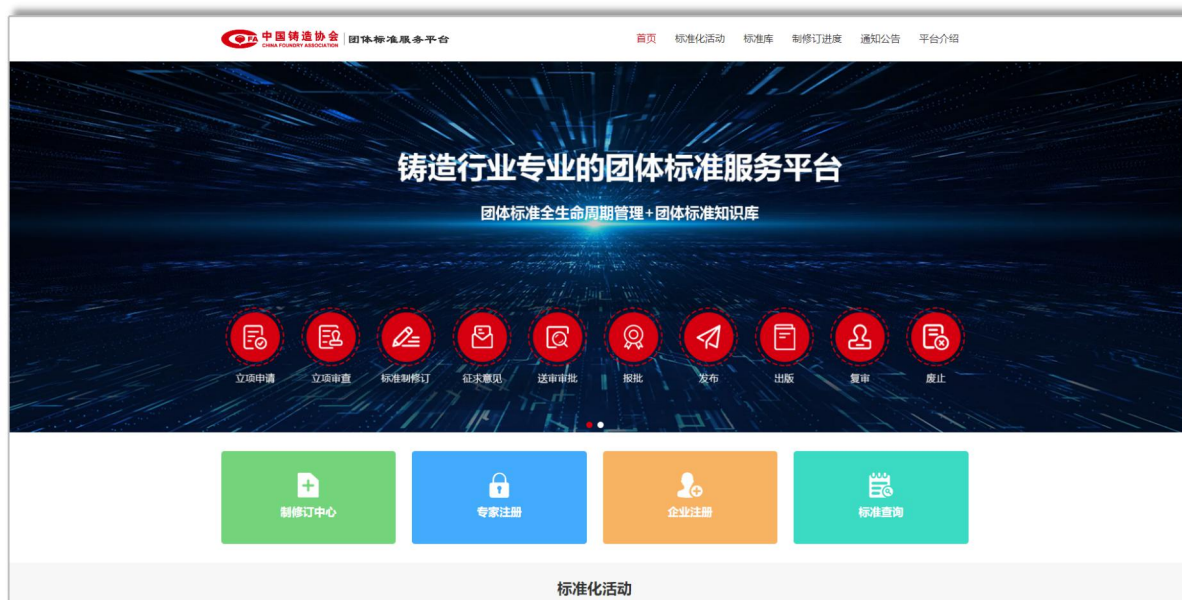 中国铸造协会
CHINA FOUNDRY ASSOCIATION
团体标准服务平台
首页 标准化活动 标准库 制修订进度 通知公告 平台介绍
铸造行业专业的团体标准服务平台
团体标准全生命周期管理+团体标准知识库
立项申请 立项审查 标准制修订 征求意见 送审审批 报批 发布 出版 复审 废止
制修订中心 专家注册 企业注册 标准查询
标准化活动